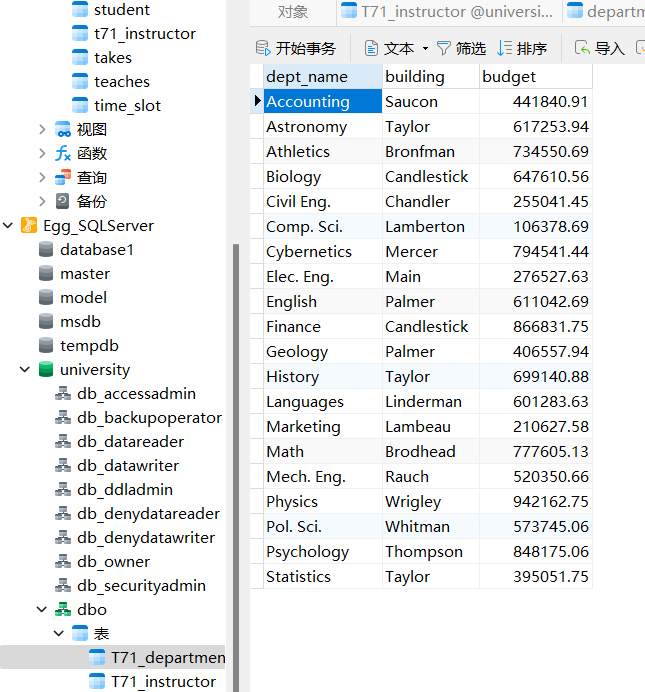 student
t71_instructor
takes
teaches
time_slot
视图
函数
查询
备份
Egg_SQLServer
database1
master
model
msdb
tempdb
university
db_accessadmin
db_backupoperator
db_datareader
db_datawriter
db_ddladmin
db_denydatareader
db_denydatawriter
db_owner
db_securityadmin
dbo
表
T71_departmen
T71_instructor
对象 T71_instructor @universi... departm
开始事务 文本 筛选 排序 导入
dept_name building budget
Accounting Saucon 441840.91
Astronomy Taylor 617253.94
Athletics Bronfman 734550.69
Biology Candlestick 647610.56
Civil Eng. Chandler 255041.45
Comp. Sci. Lamberton 106378.69
Cybernetics Mercer 794541.44
Elec. Eng. Main 276527.63
English Palmer 611042.69
Finance Candlestick 866831.75
Geology Palmer 406557.94
History Taylor 699140.88
Languages Linderman 601283.63
Marketing Lambeau 210627.58
Math Brodhead 777605.13
Mech. Eng. Rauch 520350.66
Physics Wrigley 942162.75
Pol. Sci. Whitman 573745.06
Psychology Thompson 848175.06
Statistics Taylor 395051.75